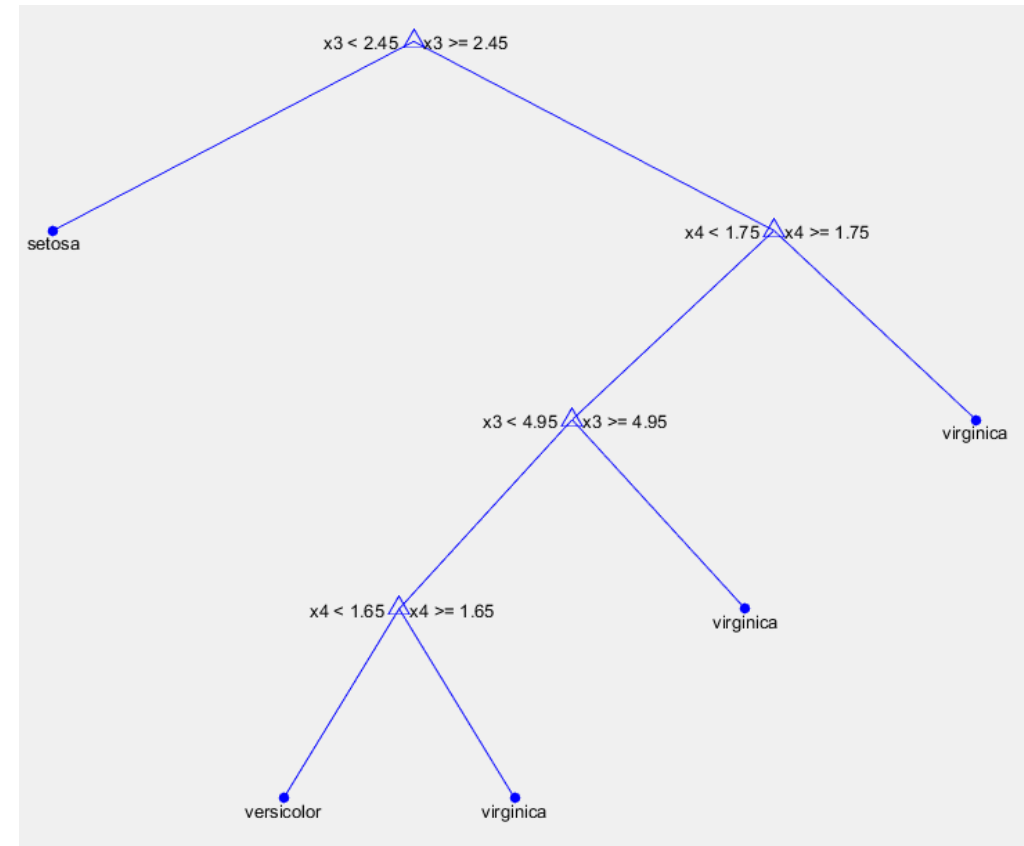 x3 < 2.45 x3 >= 2.45
setosa
x4 < 1.75 x4 >= 1.75
x3 < 4.95 x3 >= 4.95
virginica
x4 < 1.65 x4 >= 1.65
virginica
versicolor
virginica